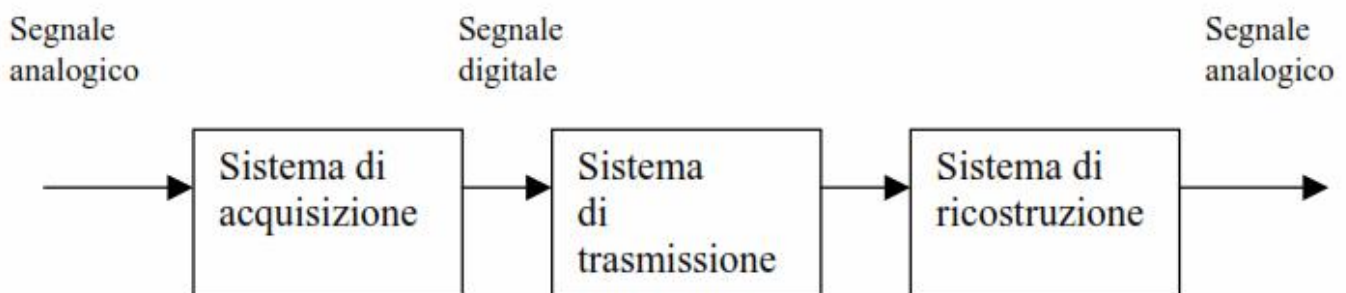 Segnale
analogico
Segnale
digitale
Segnale
analogico
Sistema di
acquisizione
Sistema
di
trasmissione
Sistema di
ricostruzione